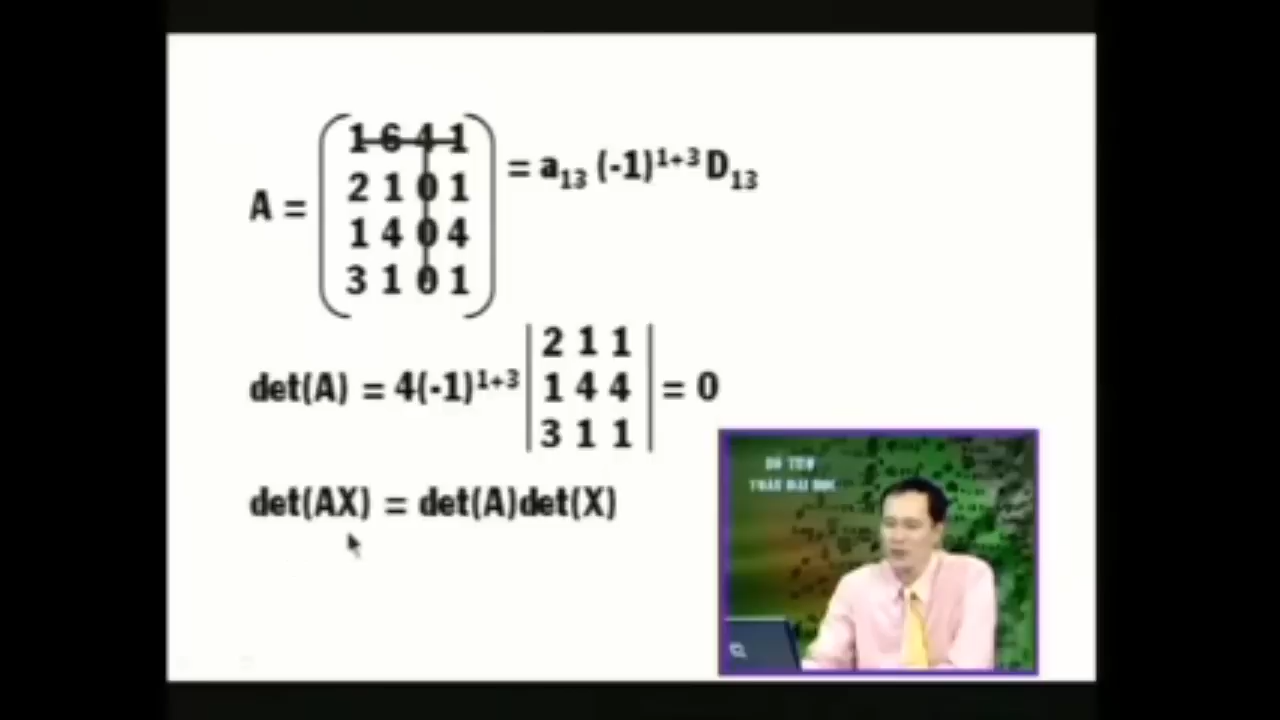 A = ( 1 6 4 1 = a₁₃ (-1)¹⁺³ D₁₃
2 1 0 1
1 4 0 4
3 1 0 1 )
det(A) = 4(-1)¹⁺³ | 2 1 1 | = 0
1 4 4
3 1 1
det(AX) = det(A)det(X)